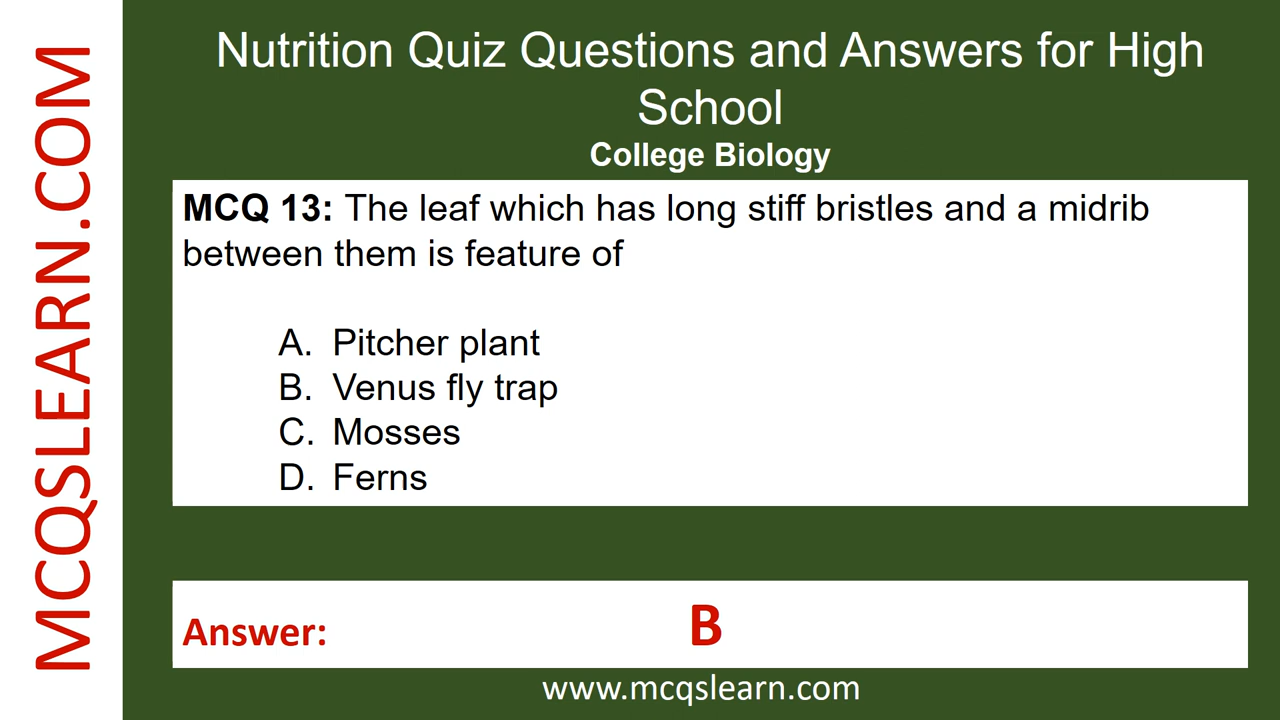 MCQSLEARN.COM
Nutrition Quiz Questions and Answers for High
School
College Biology
MCQ 13: The leaf which has long stiff bristles and a midrib
between them is feature of
A. Pitcher plant
B. Venus fly trap
C. Mosses
D. Ferns
Answer: B
www.mcqslearn.com